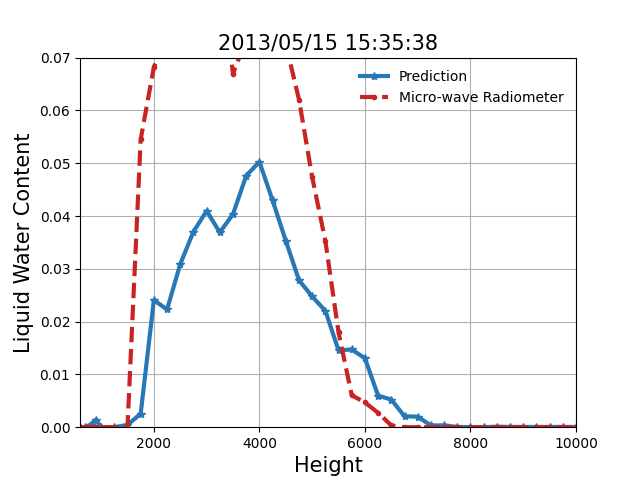 2013/05/15 15:35:38
Prediction
Micro-wave Radiometer
0.07
0.06
0.05
0.04
0.03
0.02
0.01
0.00
Liquid Water Content
2000 4000 6000 8000 10000
Height